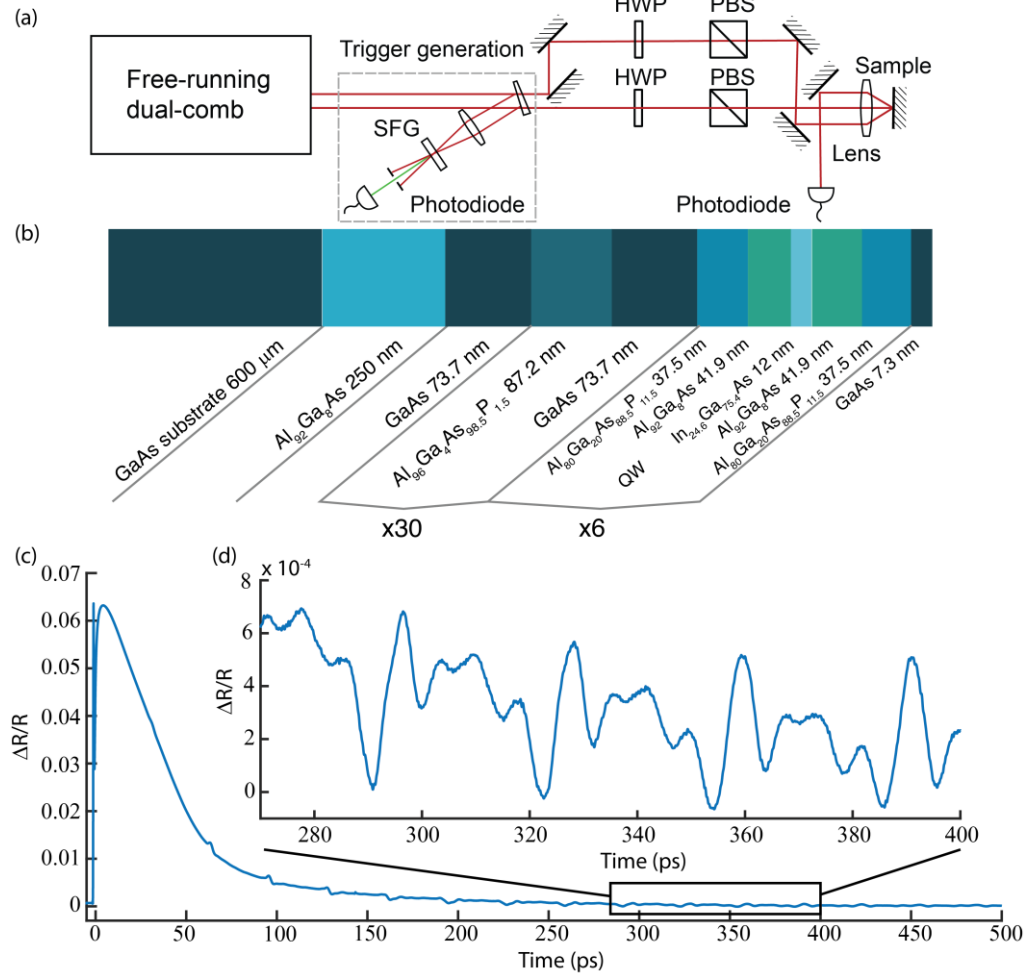 (a)
HWP
PBS
Trigger generation
Free-running
dual-comb
HWP
PBS
Sample
SFG
Lens
Photodiode
Photodiode
(b)
GaAs substrate 600 μm
Al₉₂Ga₈As 250 nm
GaAs 73.7 nm
Al₉₆Ga₄As₉₈.₅P₁.₅ 87.2 nm
GaAs 73.7 nm
Al₈₀Ga₂₀As₈₈.₅P₁₁.₅ 37.5 nm
Al₉₂Ga₈As 41.9 nm
QW In₂₄.₆Ga₇₅.₄As 12 nm
Al₉₂Ga₈As 41.9 nm
Al₈₀Ga₂₀As₈₈.₅P₁₁.₅ 37.5 nm
GaAs 7.3 nm
x30
x6
(c)
0.07
0.06
0.05
0.04
0.03
0.02
0.01
0
ΔR/R
0 50 100 150 200 250 300 350 400 450 500
Time (ps)
(d)
x 10⁻⁴
8
6
4
2
0
ΔR/R
280 300 320 340 360 380 400
Time (ps)